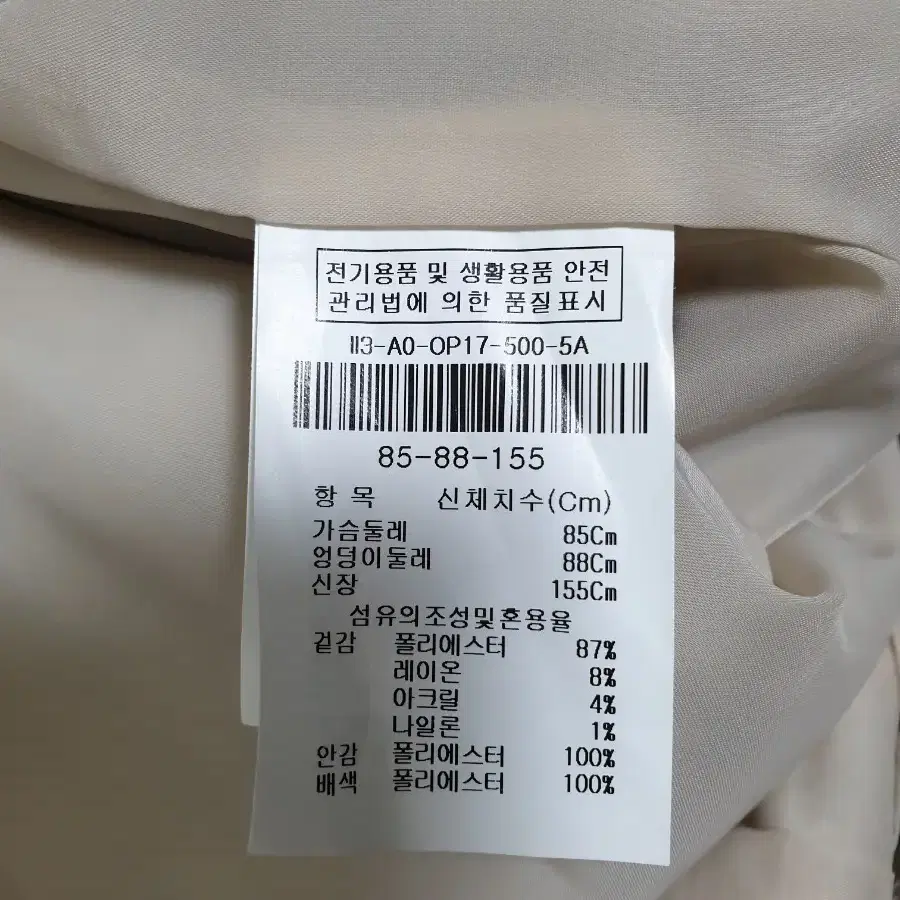 전기용품 및 생활용품 안전
관리법에 의한 품질표시
II3-A0-OP17-500-5A
85-88-155
항 목 신체치수(Cm)
가슴둘레 85Cm
엉덩이둘레 88Cm
신장 155Cm
섬유의조성및혼용율
겉감 폴리에스터 87%
레이온 8%
아크릴 4%
나일론 1%
안감 폴리에스터 100%
배색 폴리에스터 100%